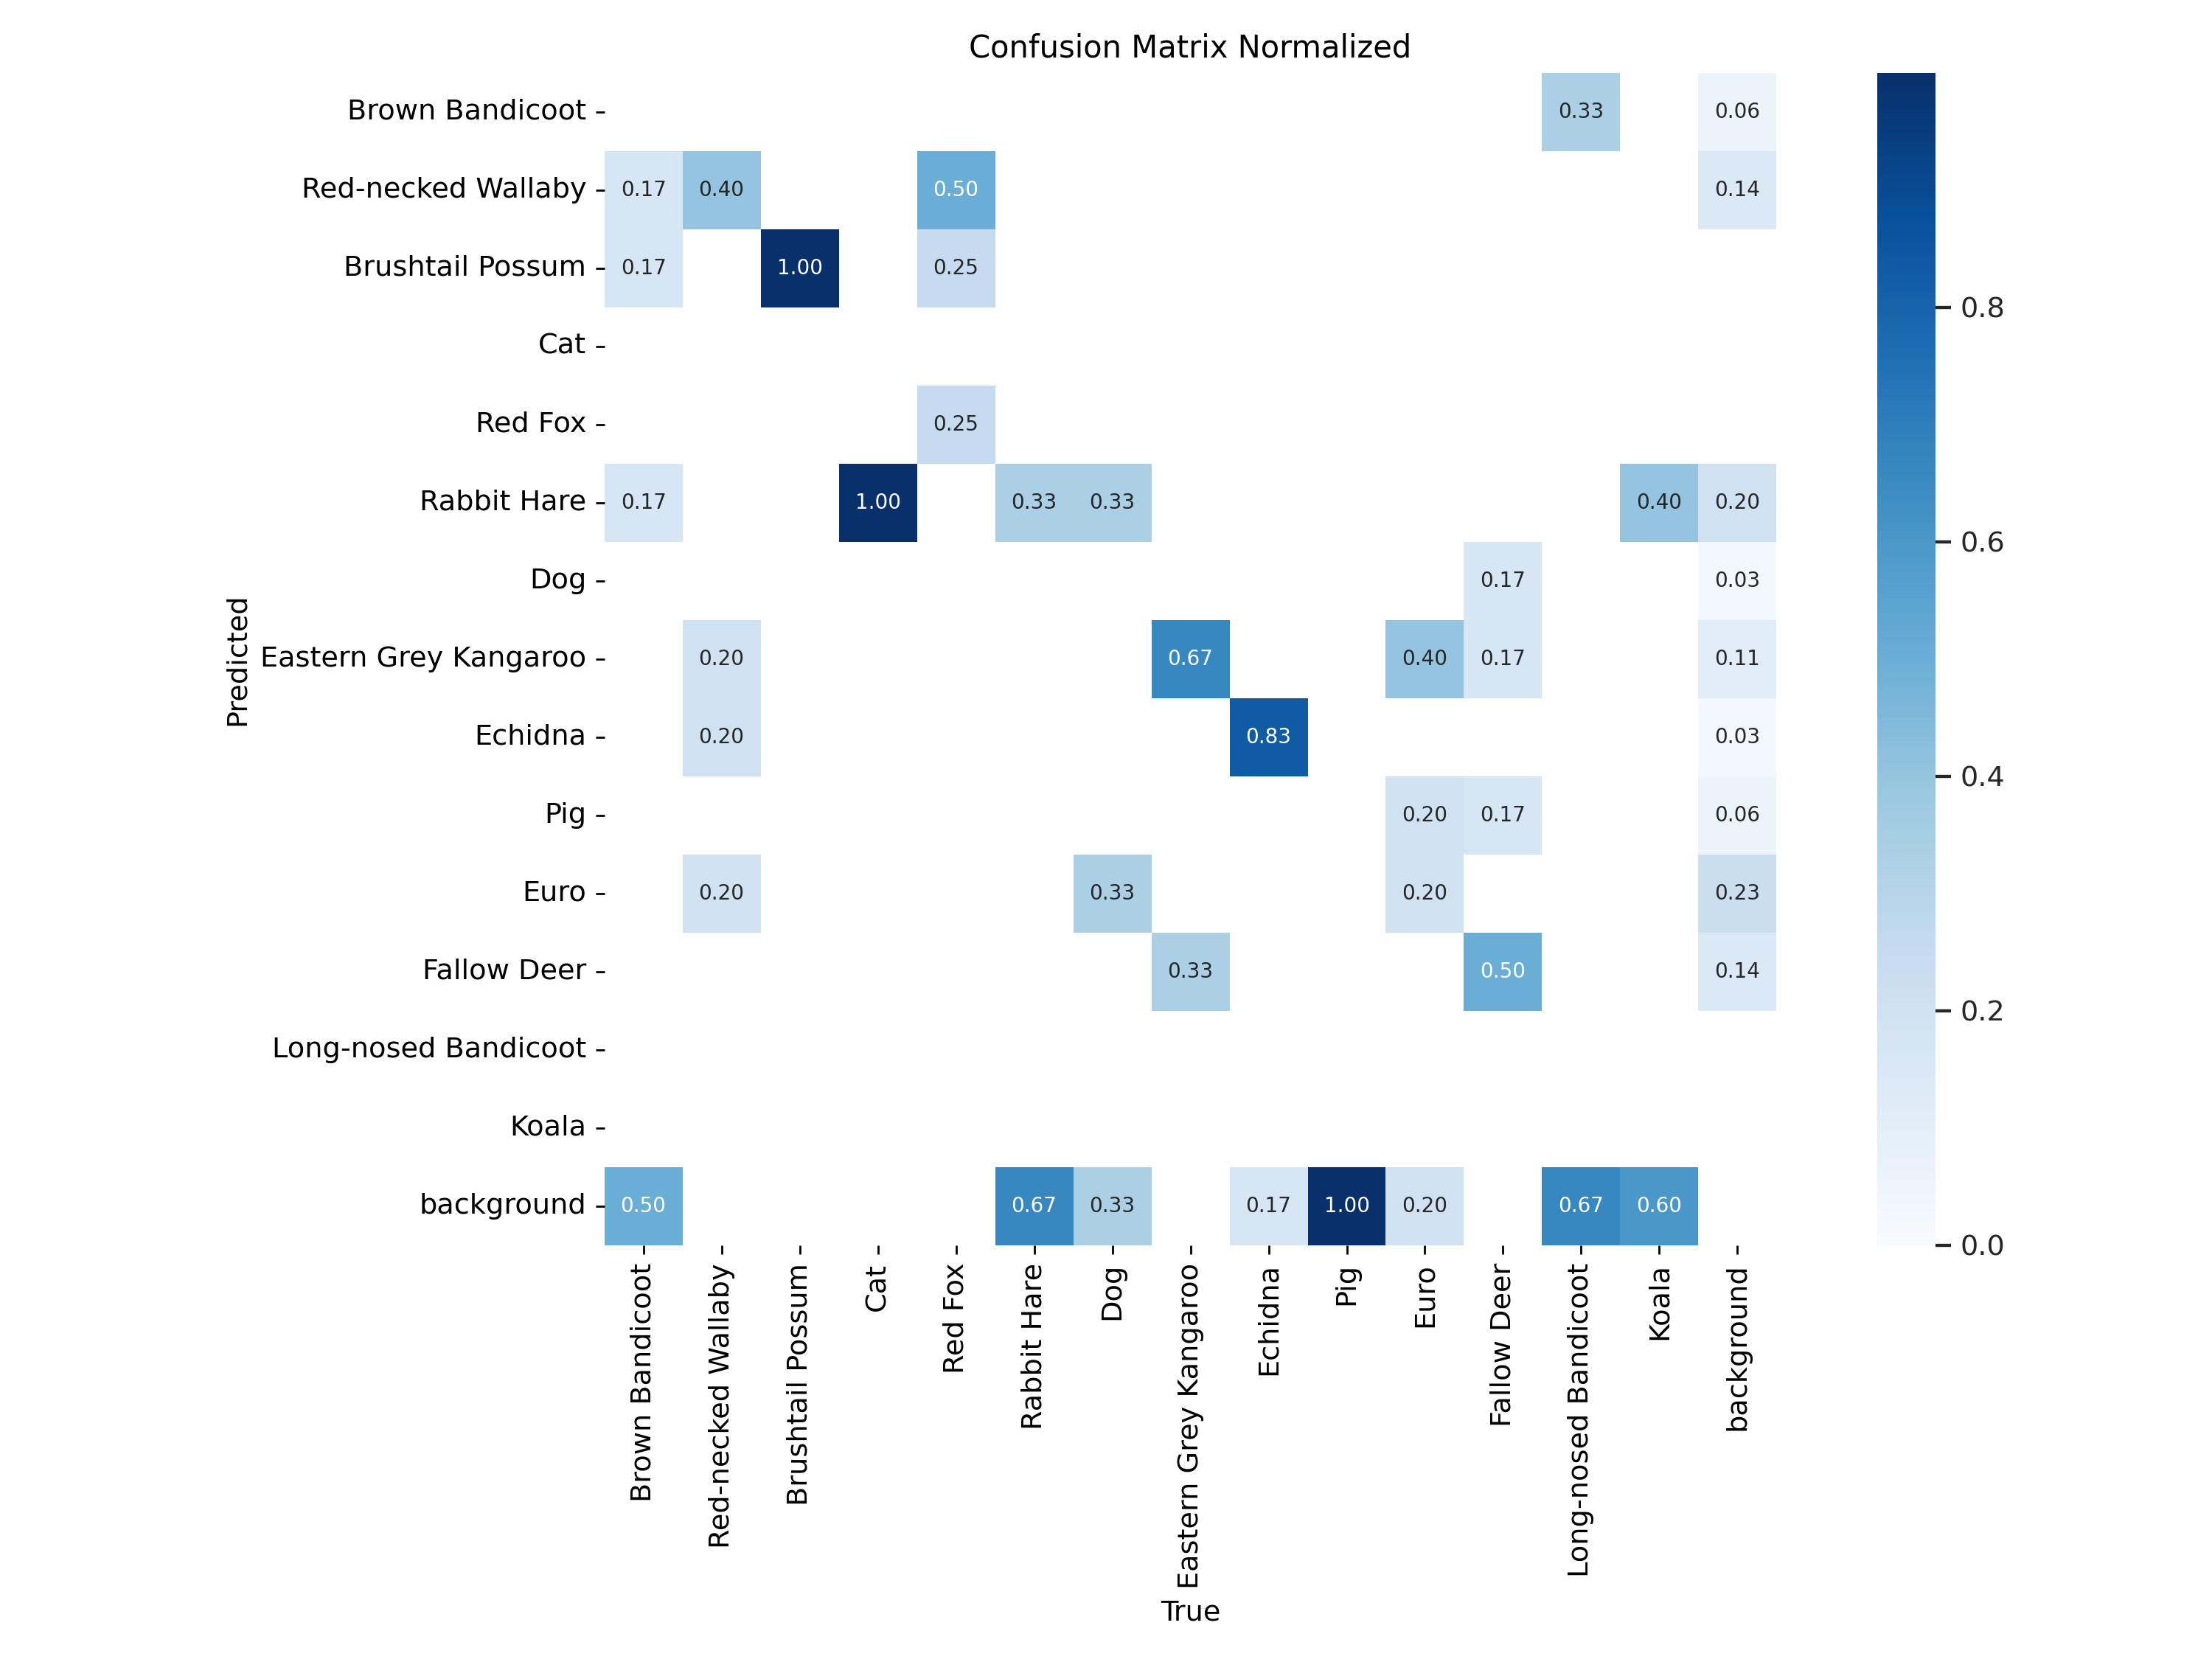 Confusion Matrix Normalized
Brown Bandicoot 0.33 0.06
Red-necked Wallaby 0.17 0.40 0.50 0.14
Brushtail Possum 0.17 1.00 0.25
0.8
Cat
Red Fox 0.25
Rabbit Hare 0.17 1.00 0.33 0.33 0.40 0.20
0.6
Dog 0.17 0.03
Predicted
Eastern Grey Kangaroo 0.20 0.67 0.40 0.17 0.11
Echidna 0.20 0.83 0.03
0.4
Pig 0.20 0.17 0.06
Euro 0.20 0.33 0.20 0.23
Fallow Deer 0.33 0.50 0.14
0.2
Long-nosed Bandicoot
Koala
background 0.50 0.67 0.33 0.17 1.00 0.20 0.67 0.60
0.0
Brown Bandicoot
Red-necked Wallaby
Brushtail Possum
Cat
Red Fox
Rabbit Hare
Dog
Eastern Grey Kangaroo
Echidna
Pig
Euro
Fallow Deer
Long-nosed Bandicoot
Koala
background
True